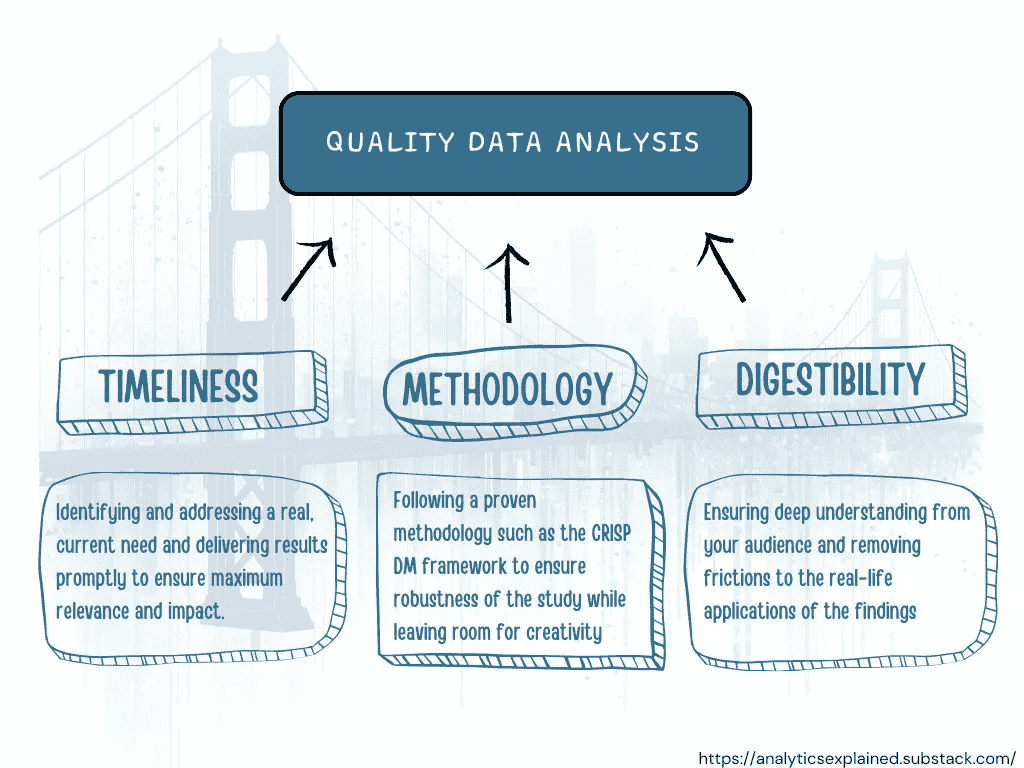 QUALITY DATA ANALYSIS
TIMELINESS
METHODOLOGY
DIGESTIBILITY
Identifying and addressing a real,
current need and delivering results
promptly to ensure maximum
relevance and impact.
Following a proven
methodology such as the CRISP
DM framework to ensure
robustness of the study while
leaving room for creativity
Ensuring deep understanding from
your audience and removing
frictions to the real-life
applications of the findings
https://analyticsexplained.substack.com/